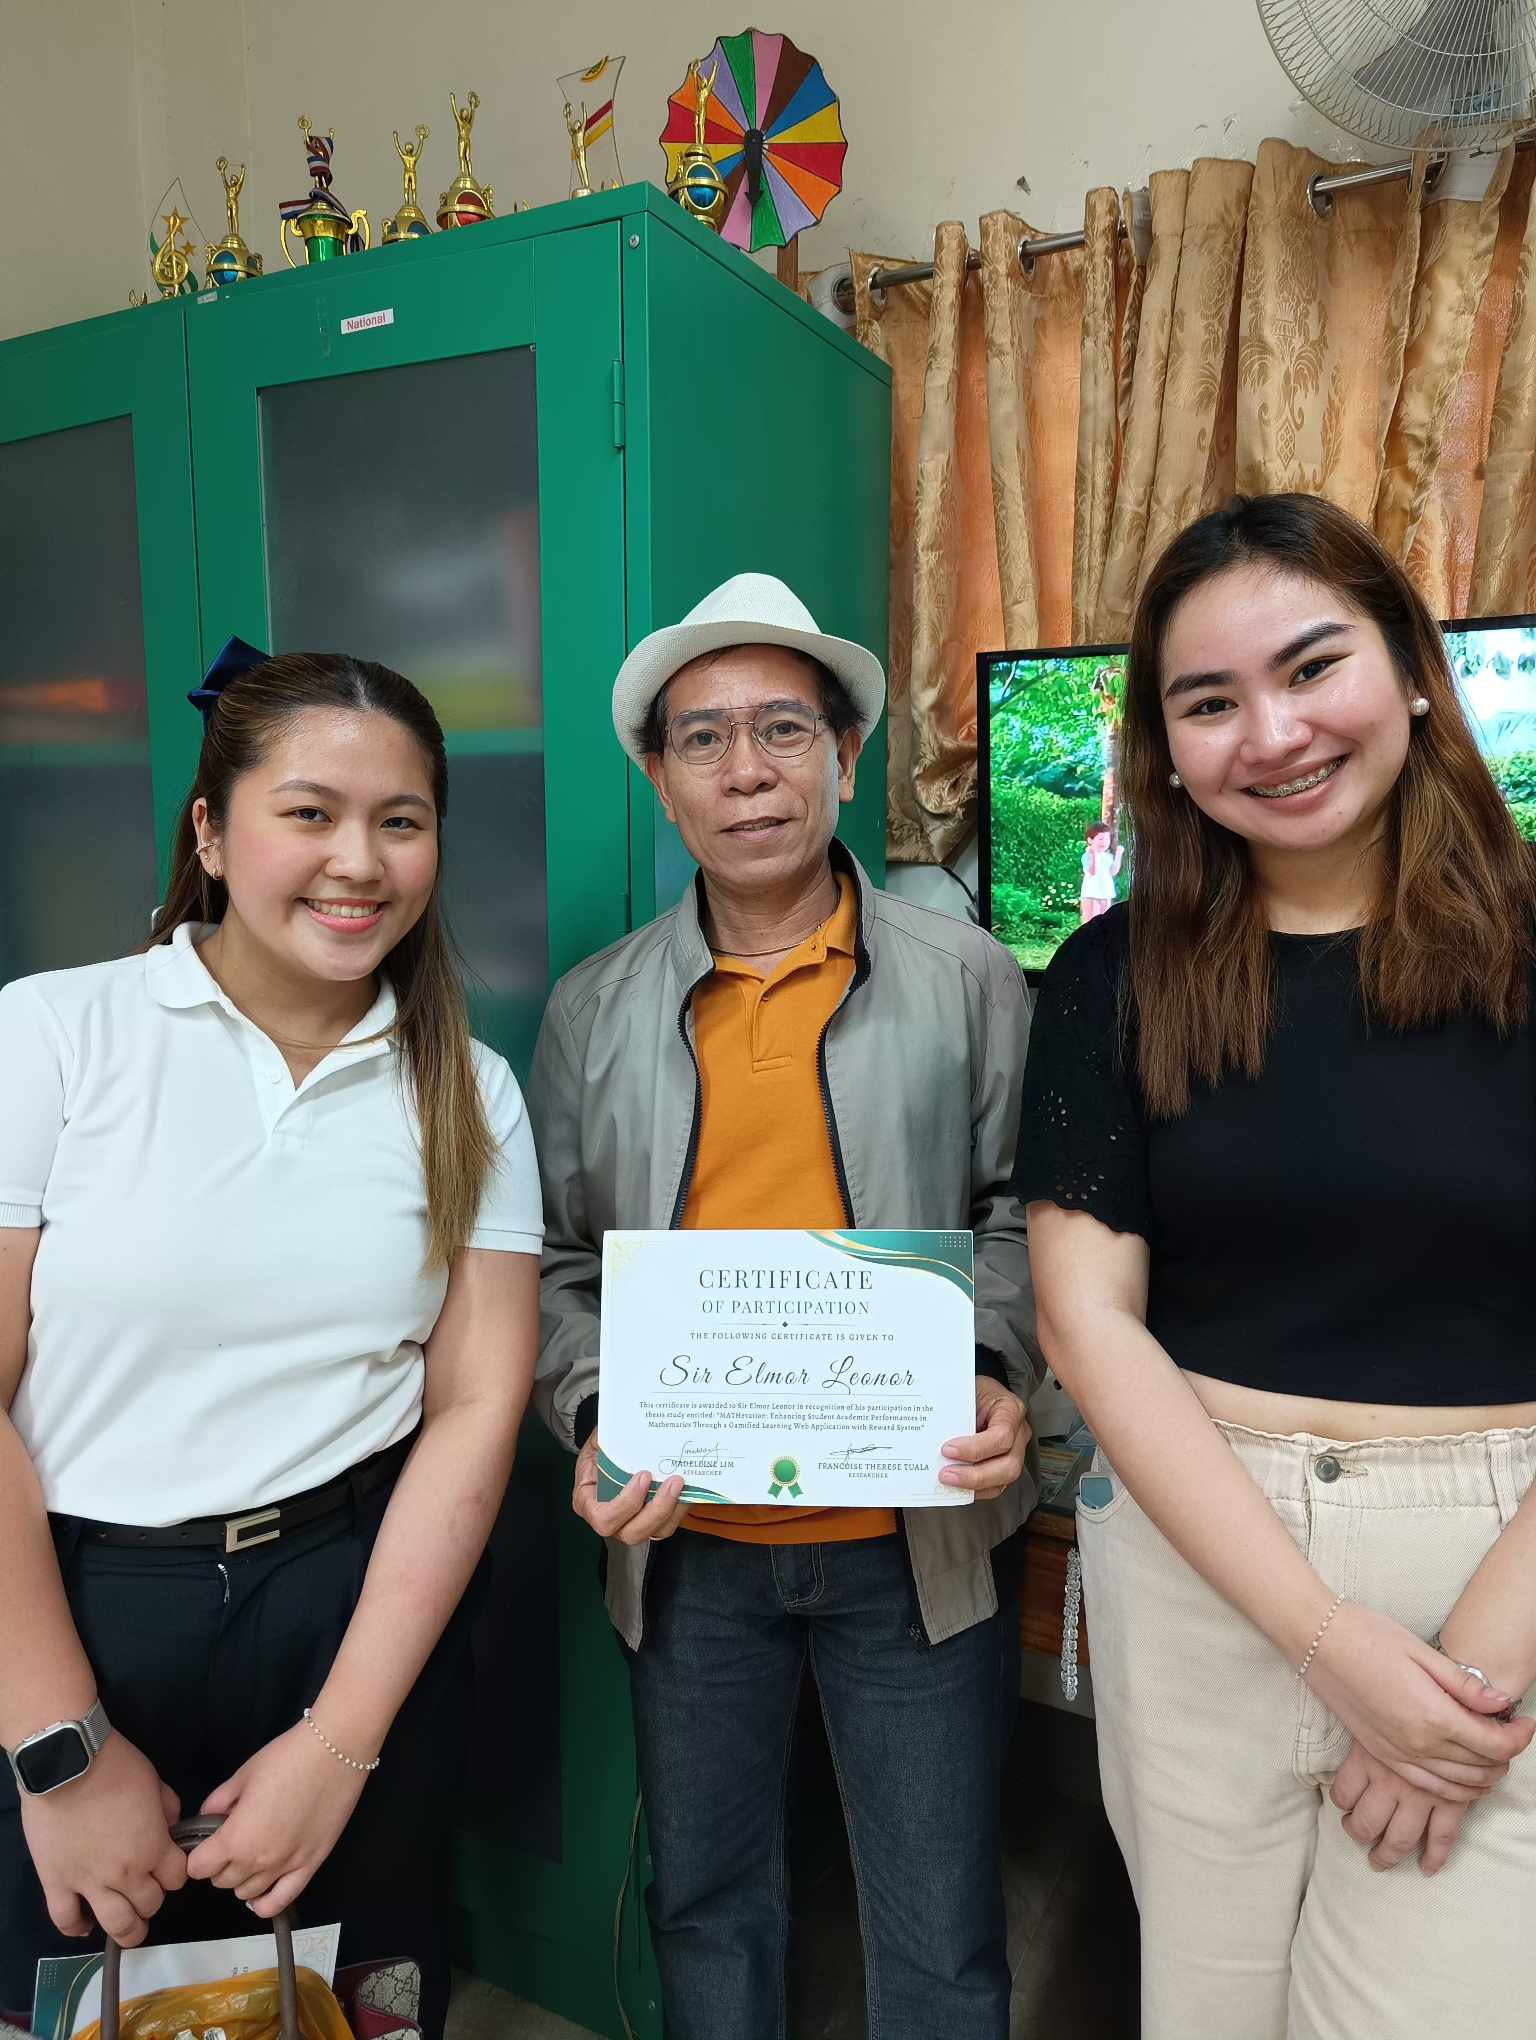 National
CERTIFICATE
OF PARTICIPATION
THE FOLLOWING CERTIFICATE IS GIVEN TO
Sir Elmor Leonor
This certificate is awarded to Sir Elmor Leonor in recognition of his participation in the
thesis study entitled: "MATHevation: Enhancing Student Academic Performances in
Mathematics Through a Gamified Learning Web Application with Reward System"
MADELEINE LIM
RESEARCHER
FRANCOISE THERESE TUALA
RESEARCHER